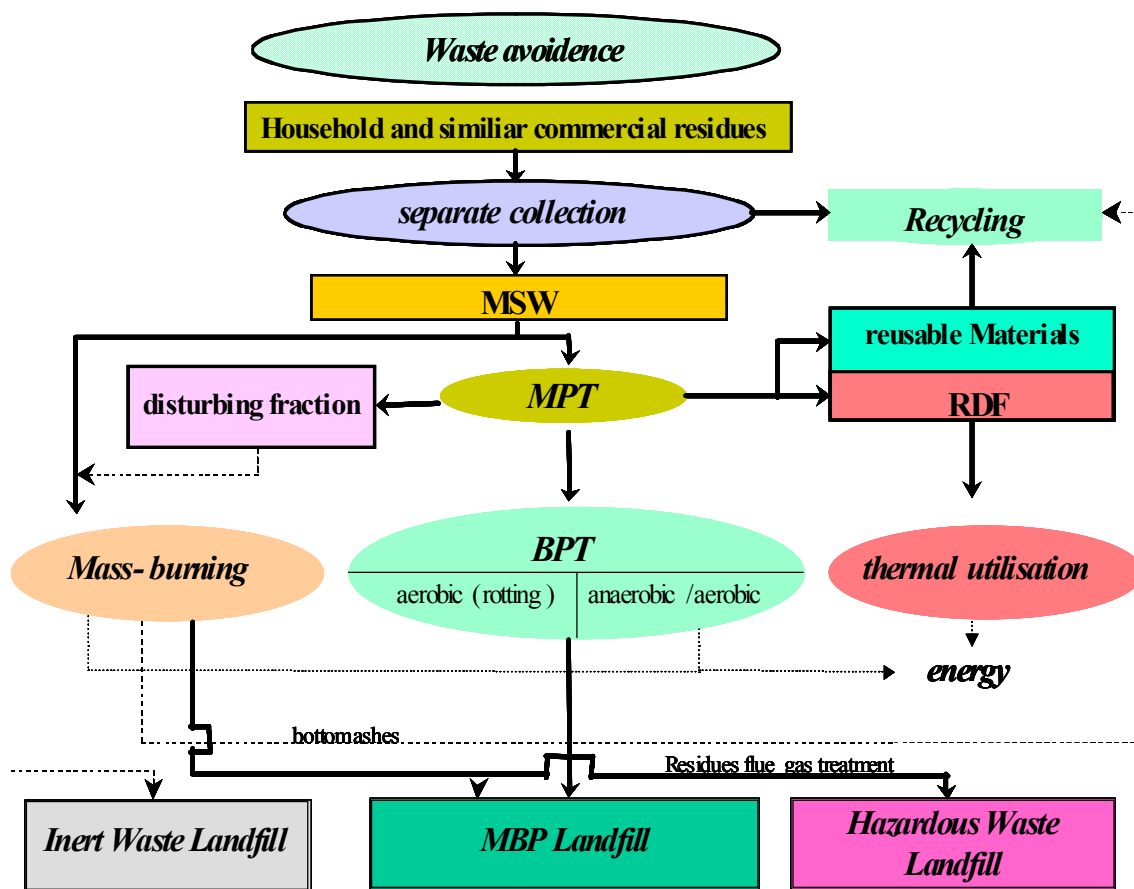 Waste avoidence
Household and similiar commercial residues
separate collection
Recycling
MSW
reusable Materials
disturbing fraction
MPT
RDF
Mass- burning
BPT
aerobic (rotting )
anaerobic /aerobic
thermal utilisation
energy
bottomashes
Residues flue gas treatment
Inert Waste Landfill
MBP Landfill
Hazardous Waste
Landfill